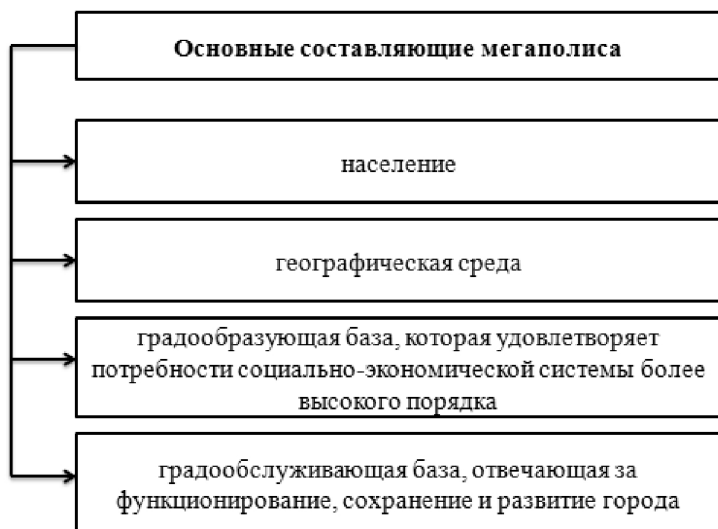 Основные составляющие мегаполиса
население
географическая среда
градообразующая база, которая удовлетворяет
потребности социально-экономической системы более
высокого порядка
градообслуживающая база, отвечающая за
функционирование, сохранение и развитие города